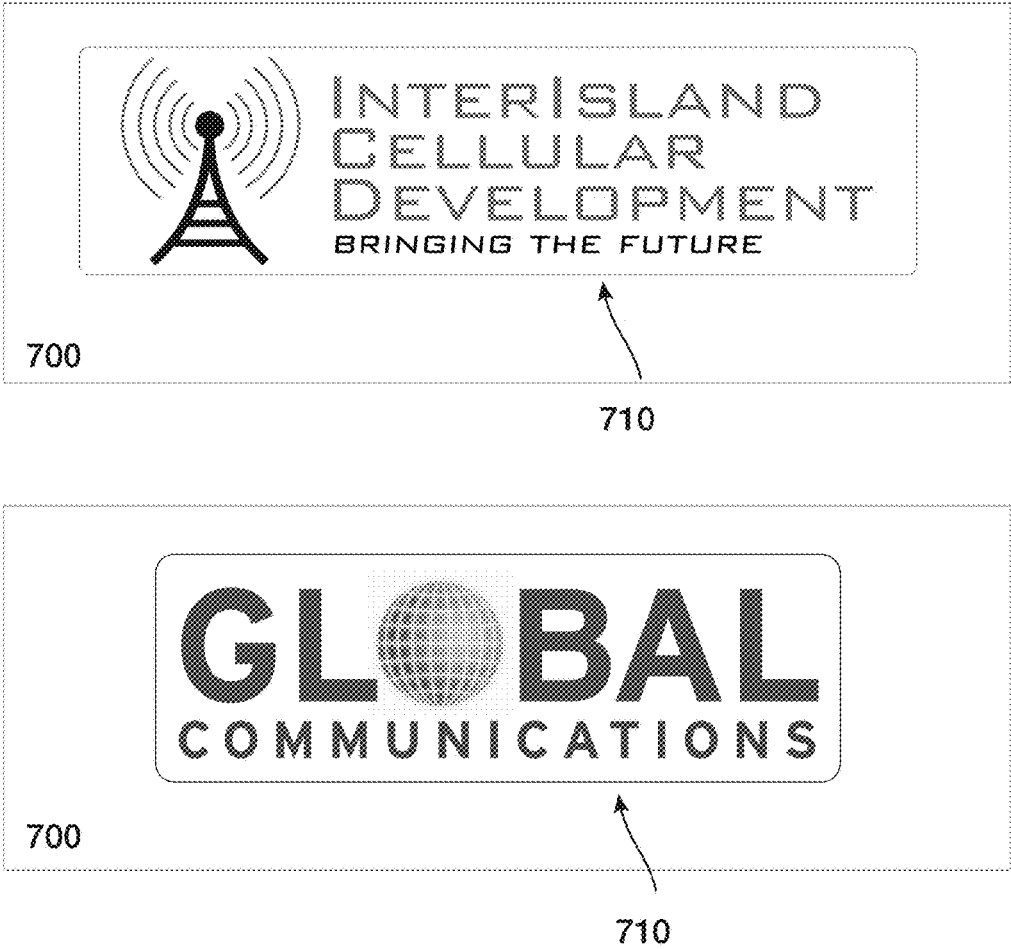 INTERISLAND
CELLULAR
DEVELOPMENT
BRINGING THE FUTURE
700
710
GLOBAL
COMMUNICATIONS
700
710